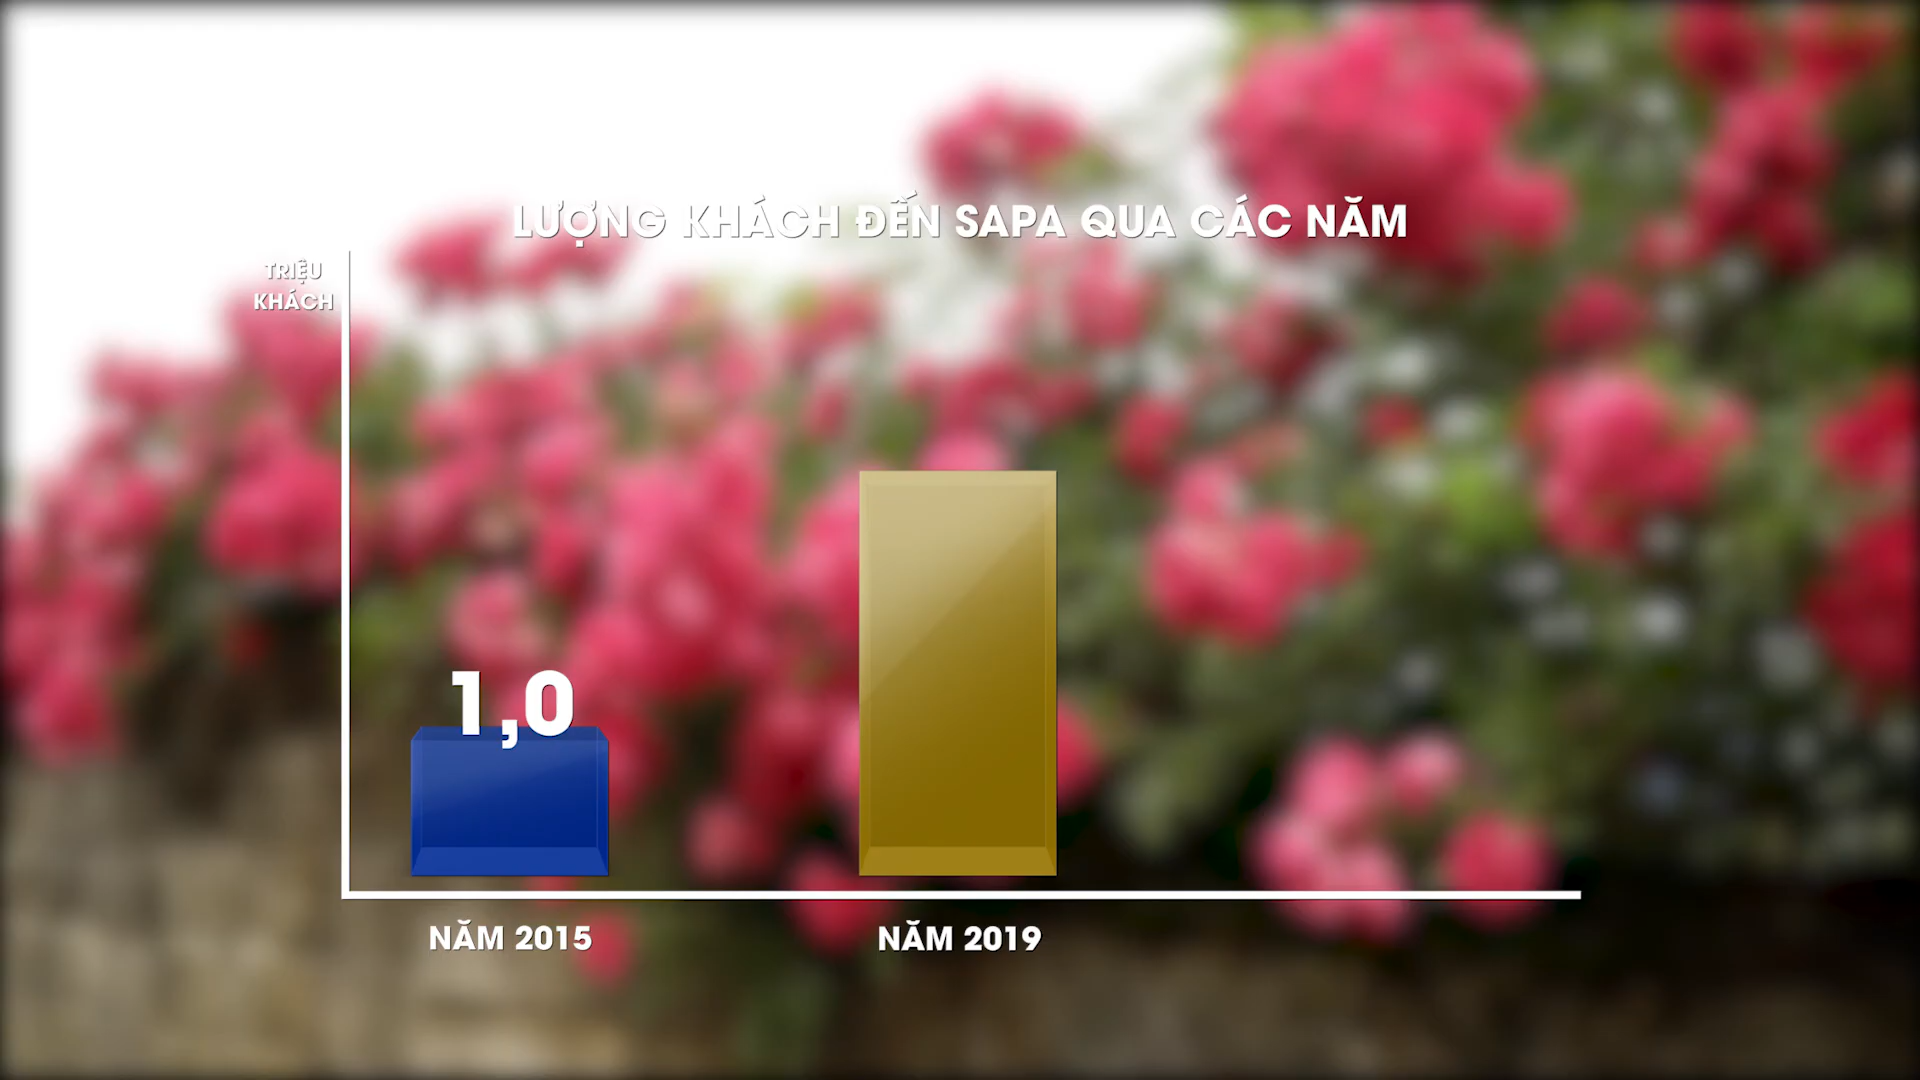 LƯỢNG KHÁCH ĐẾN SAPA QUA CÁC NĂM
TRIỆU
KHÁCH
1,0
NĂM 2015
NĂM 2019